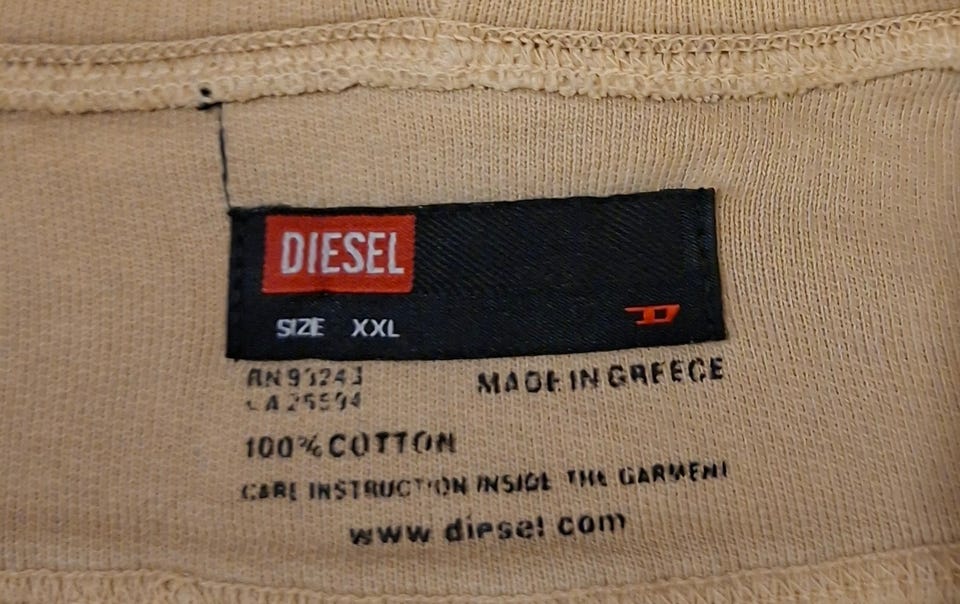 DIESEL
SIZE XXL
RN 93243
CA 25594
MADE IN GREECE
100% COTTON
CARE INSTRUCTION INSIDE THE GARMENT
www diesel com